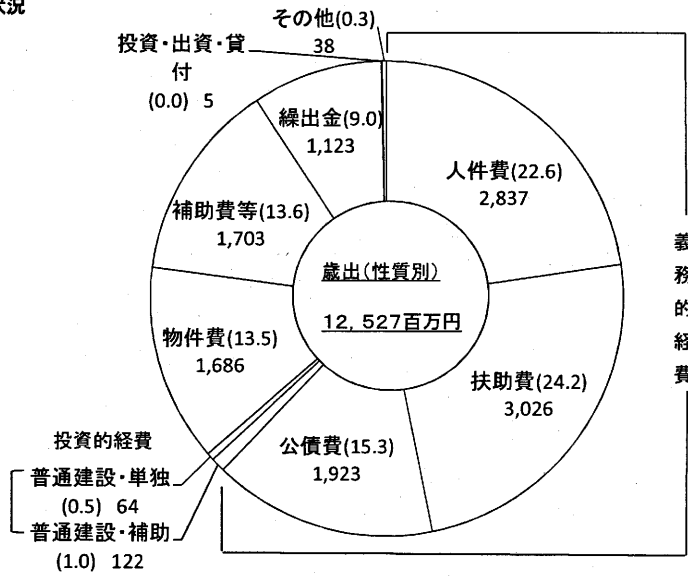 状況
その他(0.3)
38
投資・出資・貸
付
(0.0) 5
繰出金(9.0)
1,123
人件費(22.6)
2,837
補助費等(13.6)
1,703
歳出(性質別)
12,527百万円
義
務
的
経
費
物件費(13.5)
1,686
扶助費(24.2)
3,026
公債費(15.3)
1,923
投資的経費
普通建設・単独
(0.5) 64
普通建設・補助
(1.0) 122